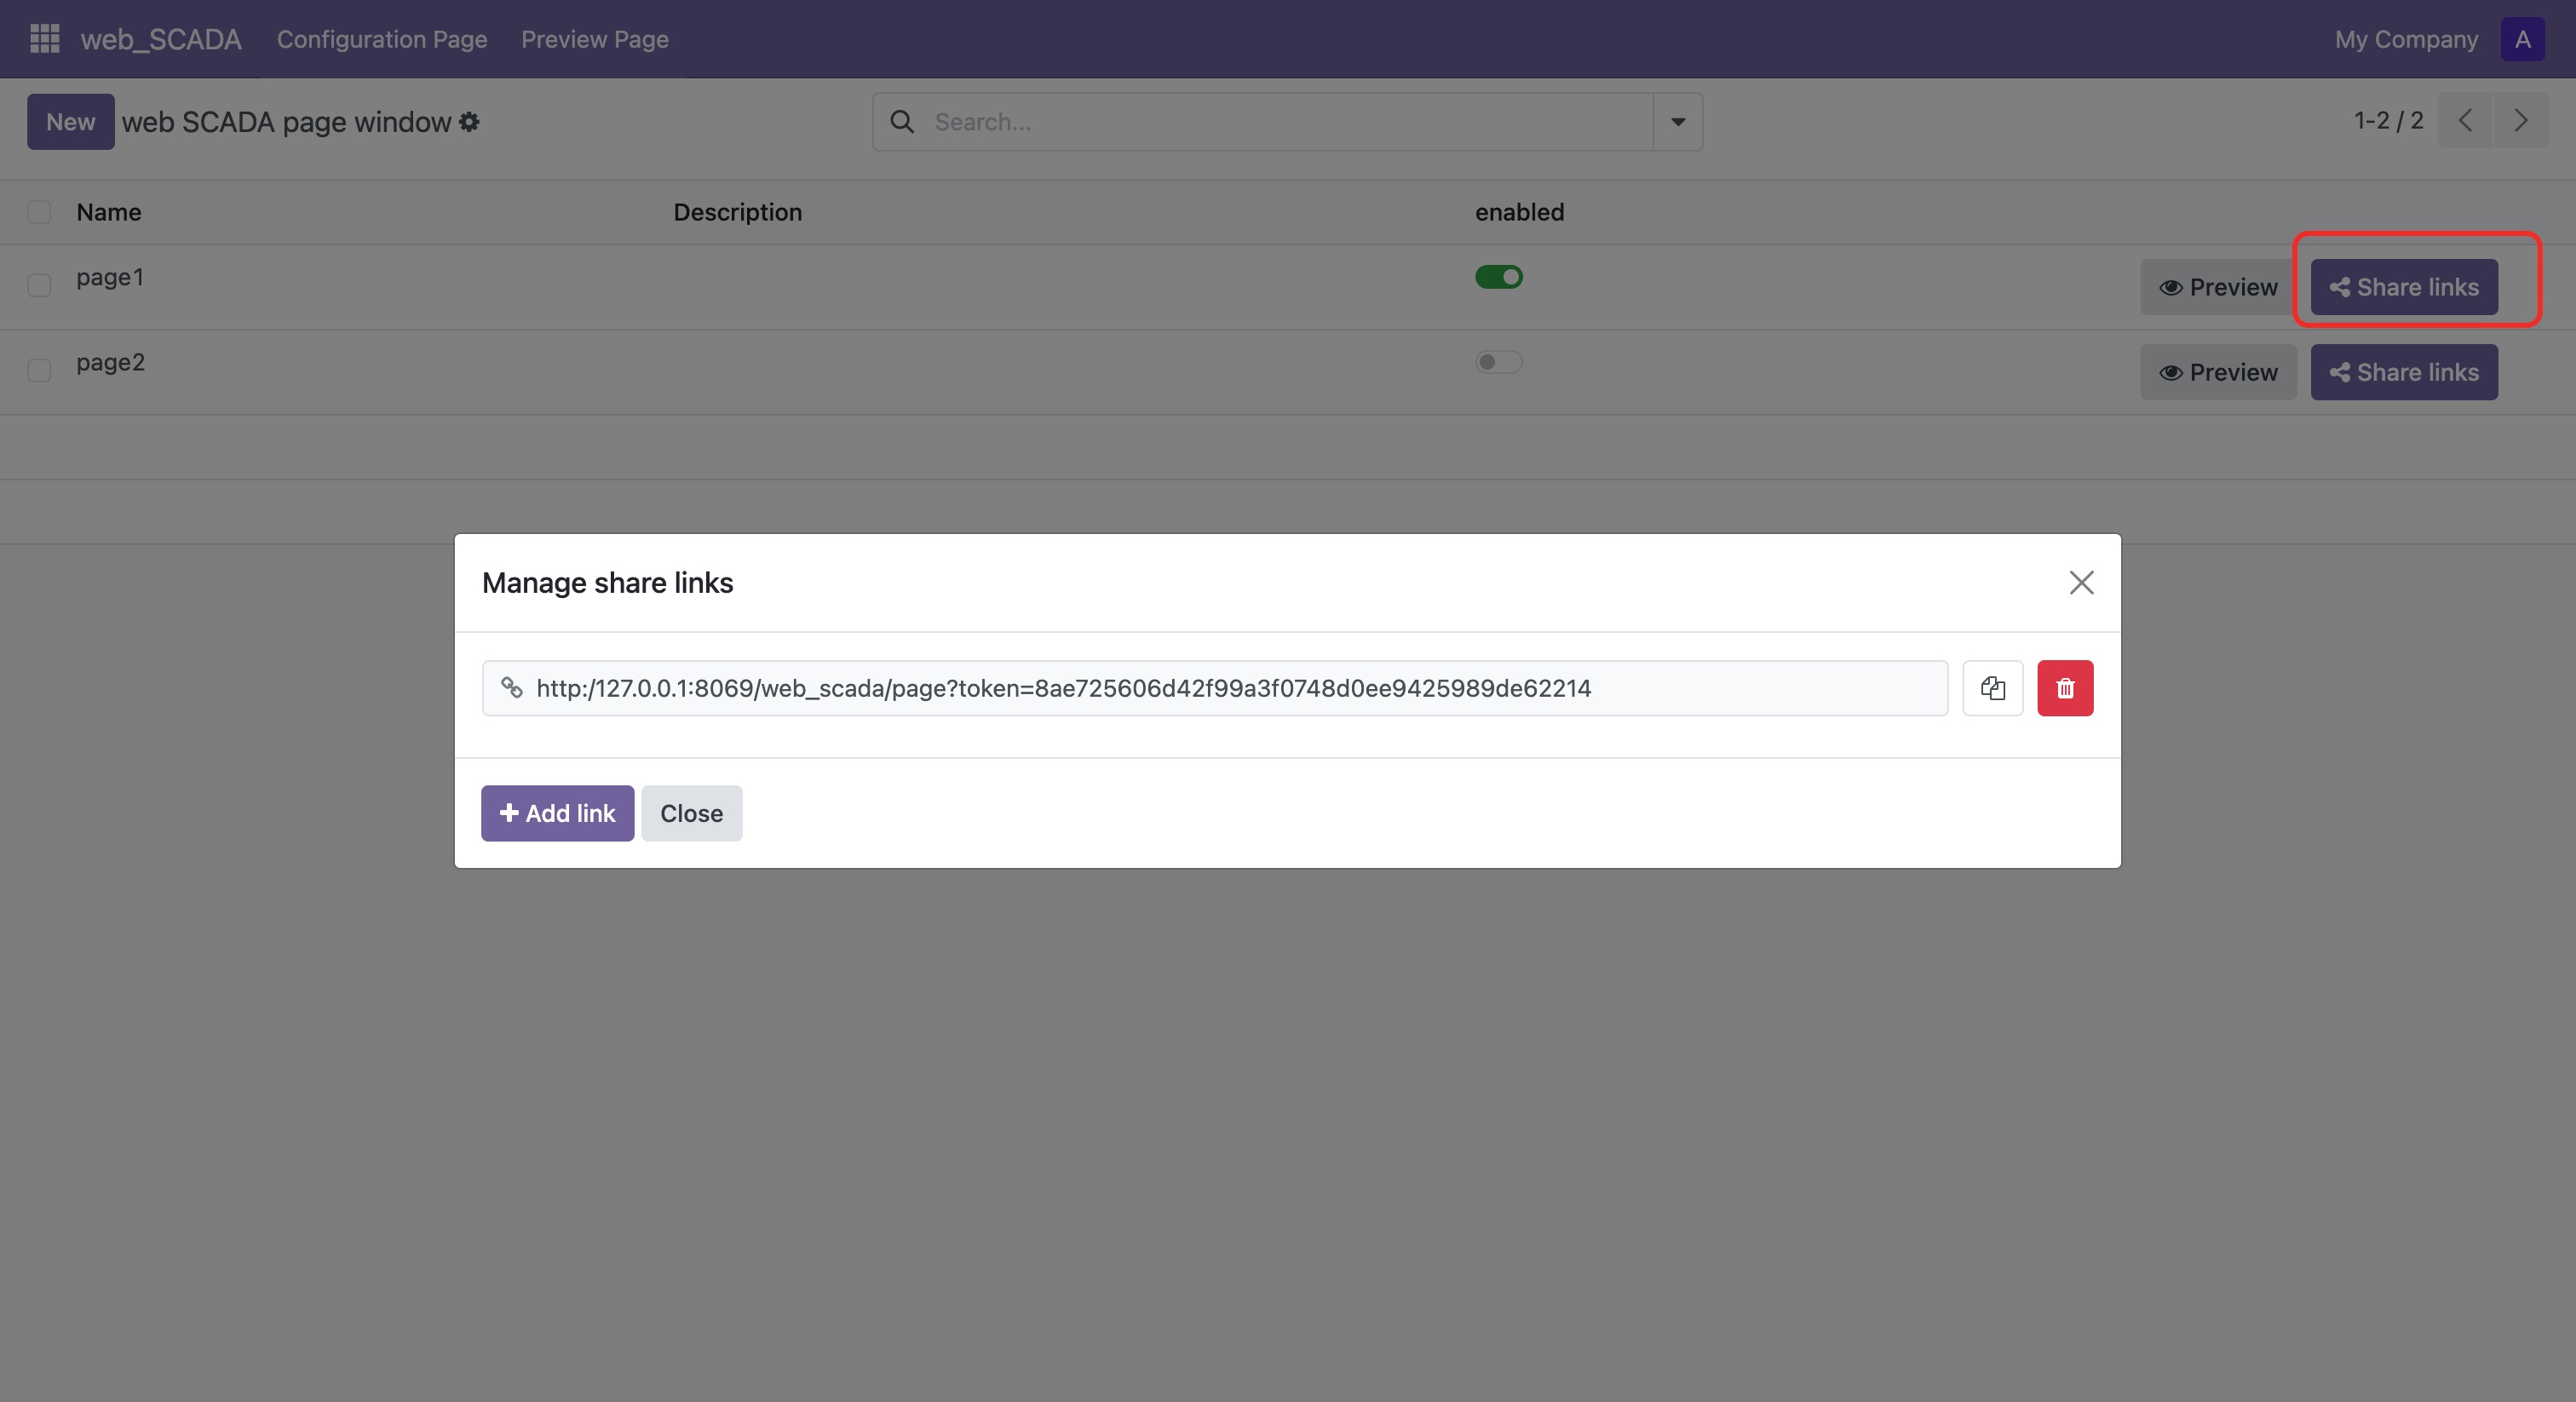 web_SCADA Configuration Page Preview Page My Company A
New web SCADA page window Search... 1-2 / 2
Name Description enabled
page1 Preview Share links
page2 Preview Share links
Manage share links
http:/127.0.0.1:8069/web_scada/page?token=8ae725606d42f99a3f0748d0ee9425989de62214
Add link Close